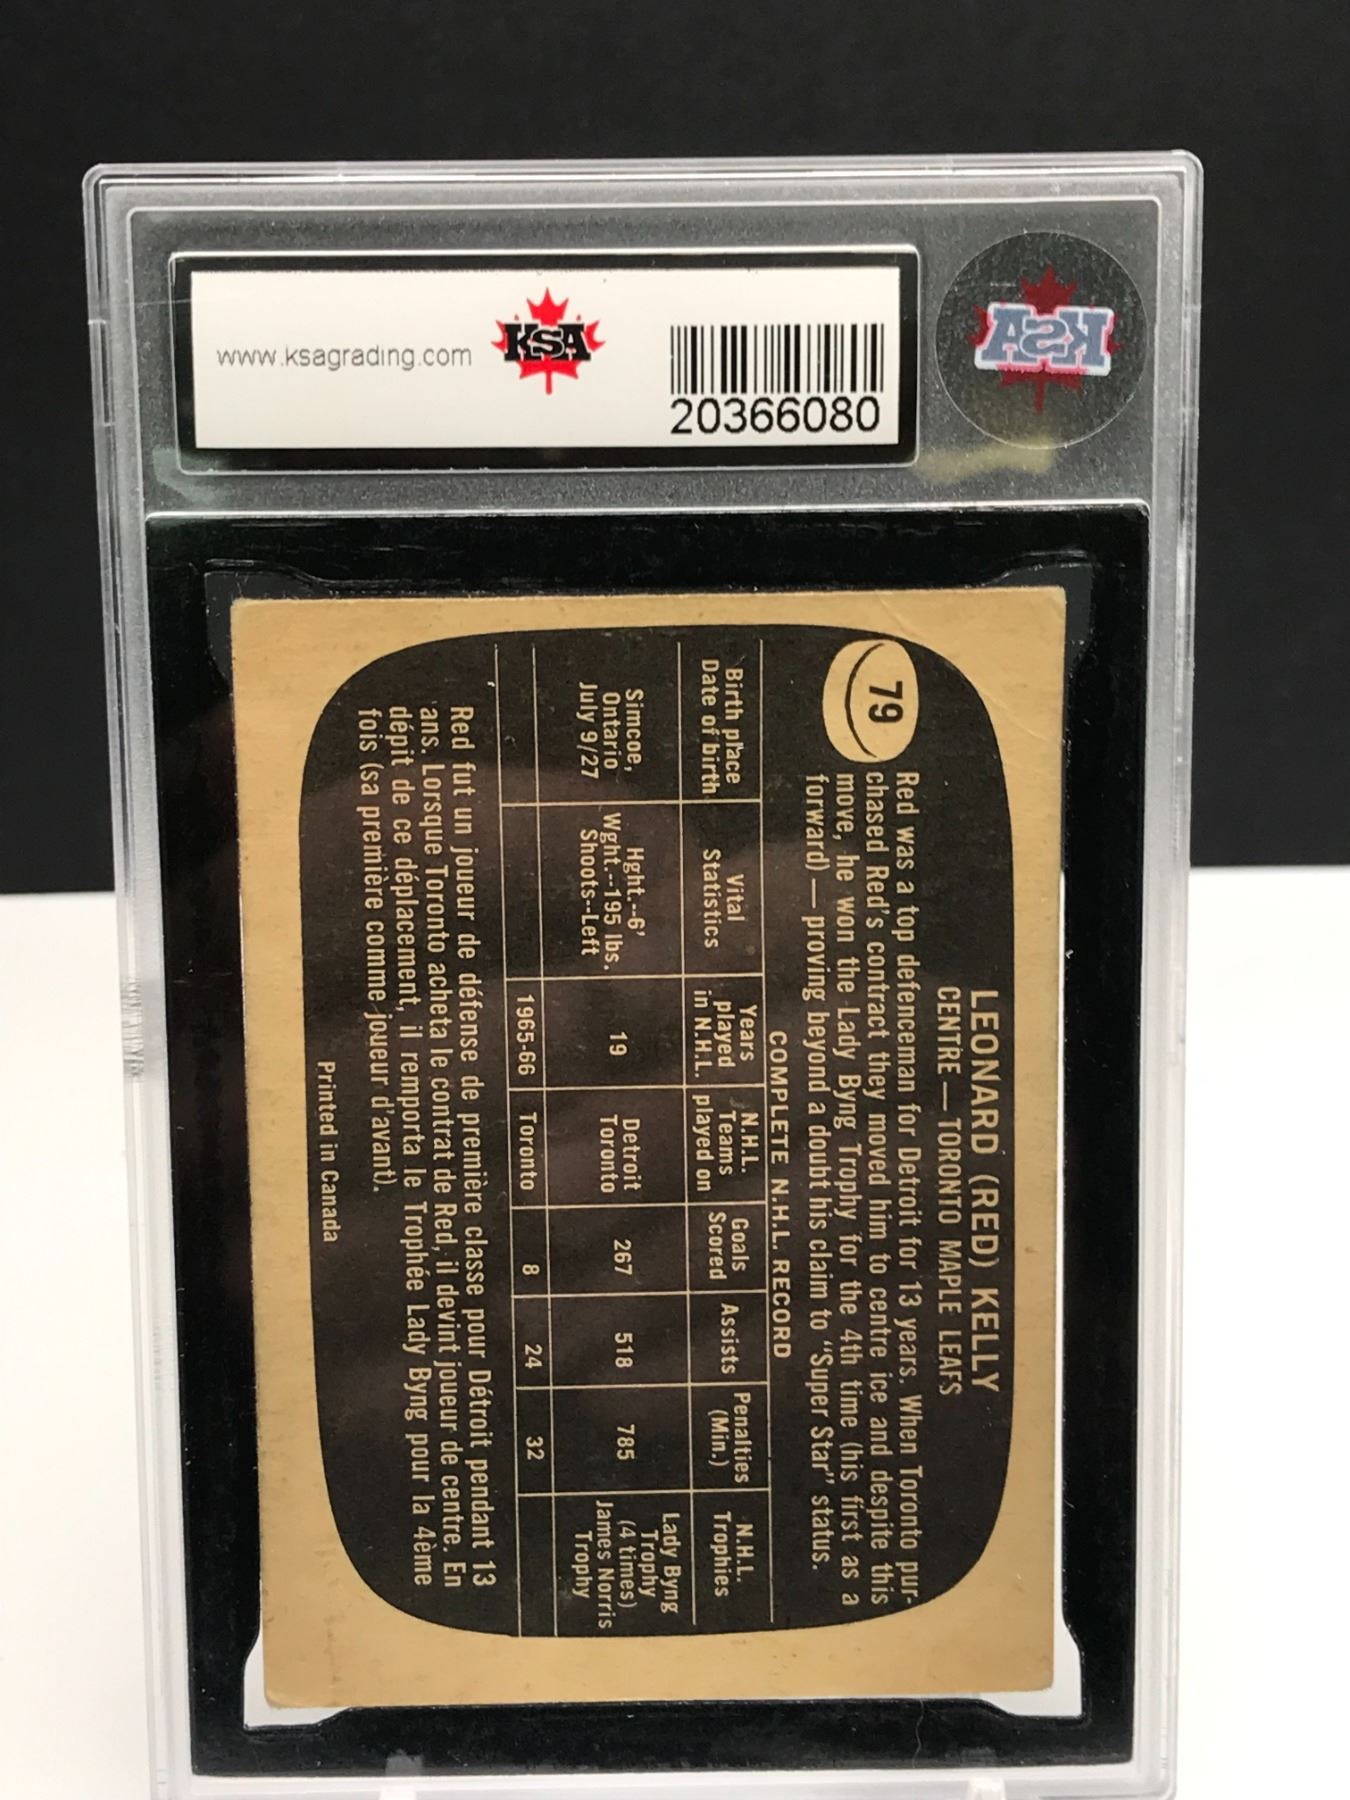 www.ksagrading.com
KSA
20366080
KSA
79
LEONARD (RED) KELLY
CENTRE — TORONTO MAPLE LEAFS
Red was a top defenceman for Detroit for 13 years. When Toronto pur-
chased Red's contract they moved him to centre ice and despite this
move, he won the Lady Byng Trophy for the 4th time (his first as a
forward) — proving beyond a doubt his claim to "Super Star" status.
COMPLETE N.H.L. RECORD
Birth place
Date of birth
Vital
Statistics
Years
played
in N.H.L.
N.H.L.
Teams
played on
Goals
Scored
Assists
Penalties
(Min.)
N.H.L.
Trophies
Simcoe,
Ontario
July 9/27
Hght.--6'
Wght.--195 lbs.
Shoots--Left
19
Detroit
Toronto
267
518
785
Lady Byng
Trophy
(4 times)
James Norris
Trophy
1965-66
Toronto
8
24
32
Red fut un joueur de défense de première classe pour Détroit pendant 13
ans. Lorsque Toronto acheta le contrat de Red, il devint joueur de centre. En
dépit de ce déplacement, il remporta le Trophée Lady Byng pour la 4ème
fois (sa première comme joueur d'avant).
Printed in Canada